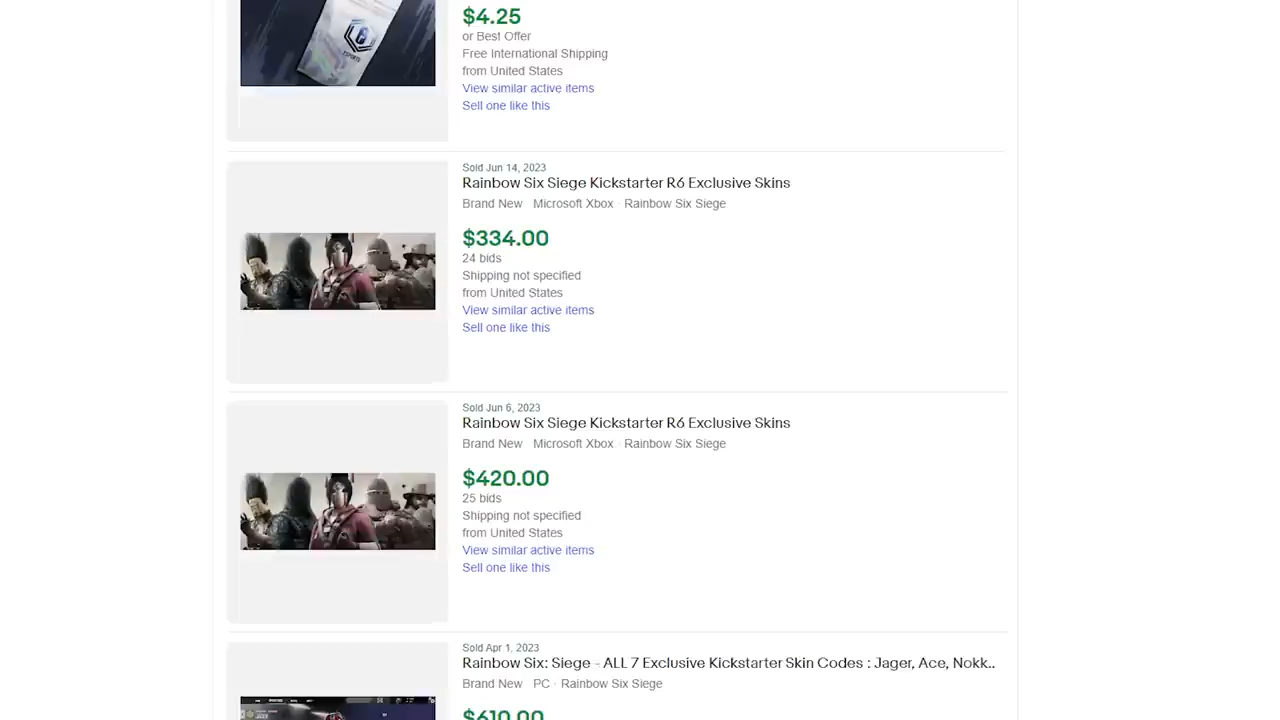 $4.25
or Best Offer
Free International Shipping
from United States
View similar active items
Sell one like this
Sold Jun 14, 2023
Rainbow Six Siege Kickstarter R6 Exclusive Skins
Brand New Microsoft Xbox · Rainbow Six Siege
$334.00
24 bids
Shipping not specified
from United States
View similar active items
Sell one like this
Sold Jun 6, 2023
Rainbow Six Siege Kickstarter R6 Exclusive Skins
Brand New Microsoft Xbox · Rainbow Six Siege
$420.00
25 bids
Shipping not specified
from United States
View similar active items
Sell one like this
Sold Apr 1, 2023
Rainbow Six: Siege - ALL 7 Exclusive Kickstarter Skin Codes : Jager, Ace, Nokk..
Brand New PC · Rainbow Six Siege
$610.00